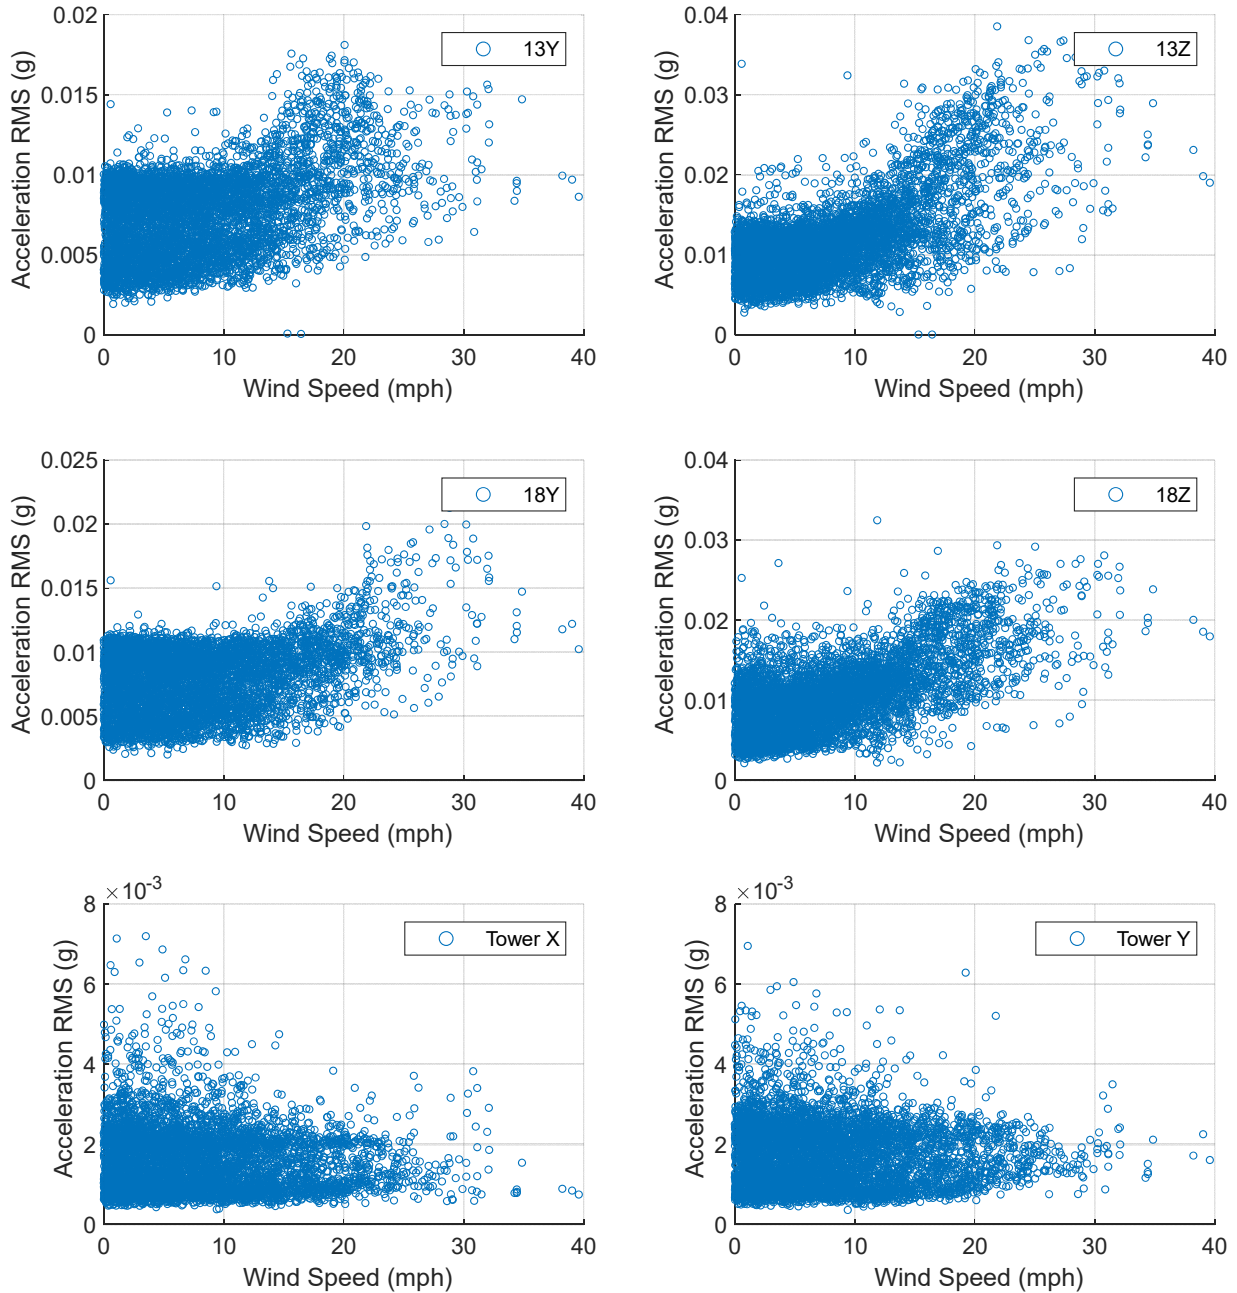 0.02
0.015
0.01
0.005
0
Acceleration RMS (g)
13Y
0 10 20 30 40
Wind Speed (mph)
0.04
0.03
0.02
0.01
0
Acceleration RMS (g)
13Z
0 10 20 30 40
Wind Speed (mph)
0.025
0.02
0.015
0.01
0.005
0
Acceleration RMS (g)
18Y
0 10 20 30 40
Wind Speed (mph)
0.04
0.03
0.02
0.01
0
Acceleration RMS (g)
18Z
0 10 20 30 40
Wind Speed (mph)
×10-3
8
6
4
2
0
Acceleration RMS (g)
Tower X
0 10 20 30 40
Wind Speed (mph)
×10-3
8
6
4
2
0
Acceleration RMS (g)
Tower Y
0 10 20 30 40
Wind Speed (mph)